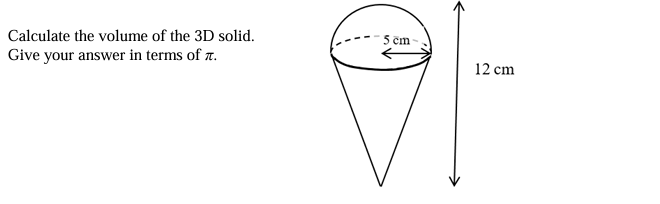 Calculate the volume of the 3D solid.
Give your answer in terms of π.
5 cm
12 cm